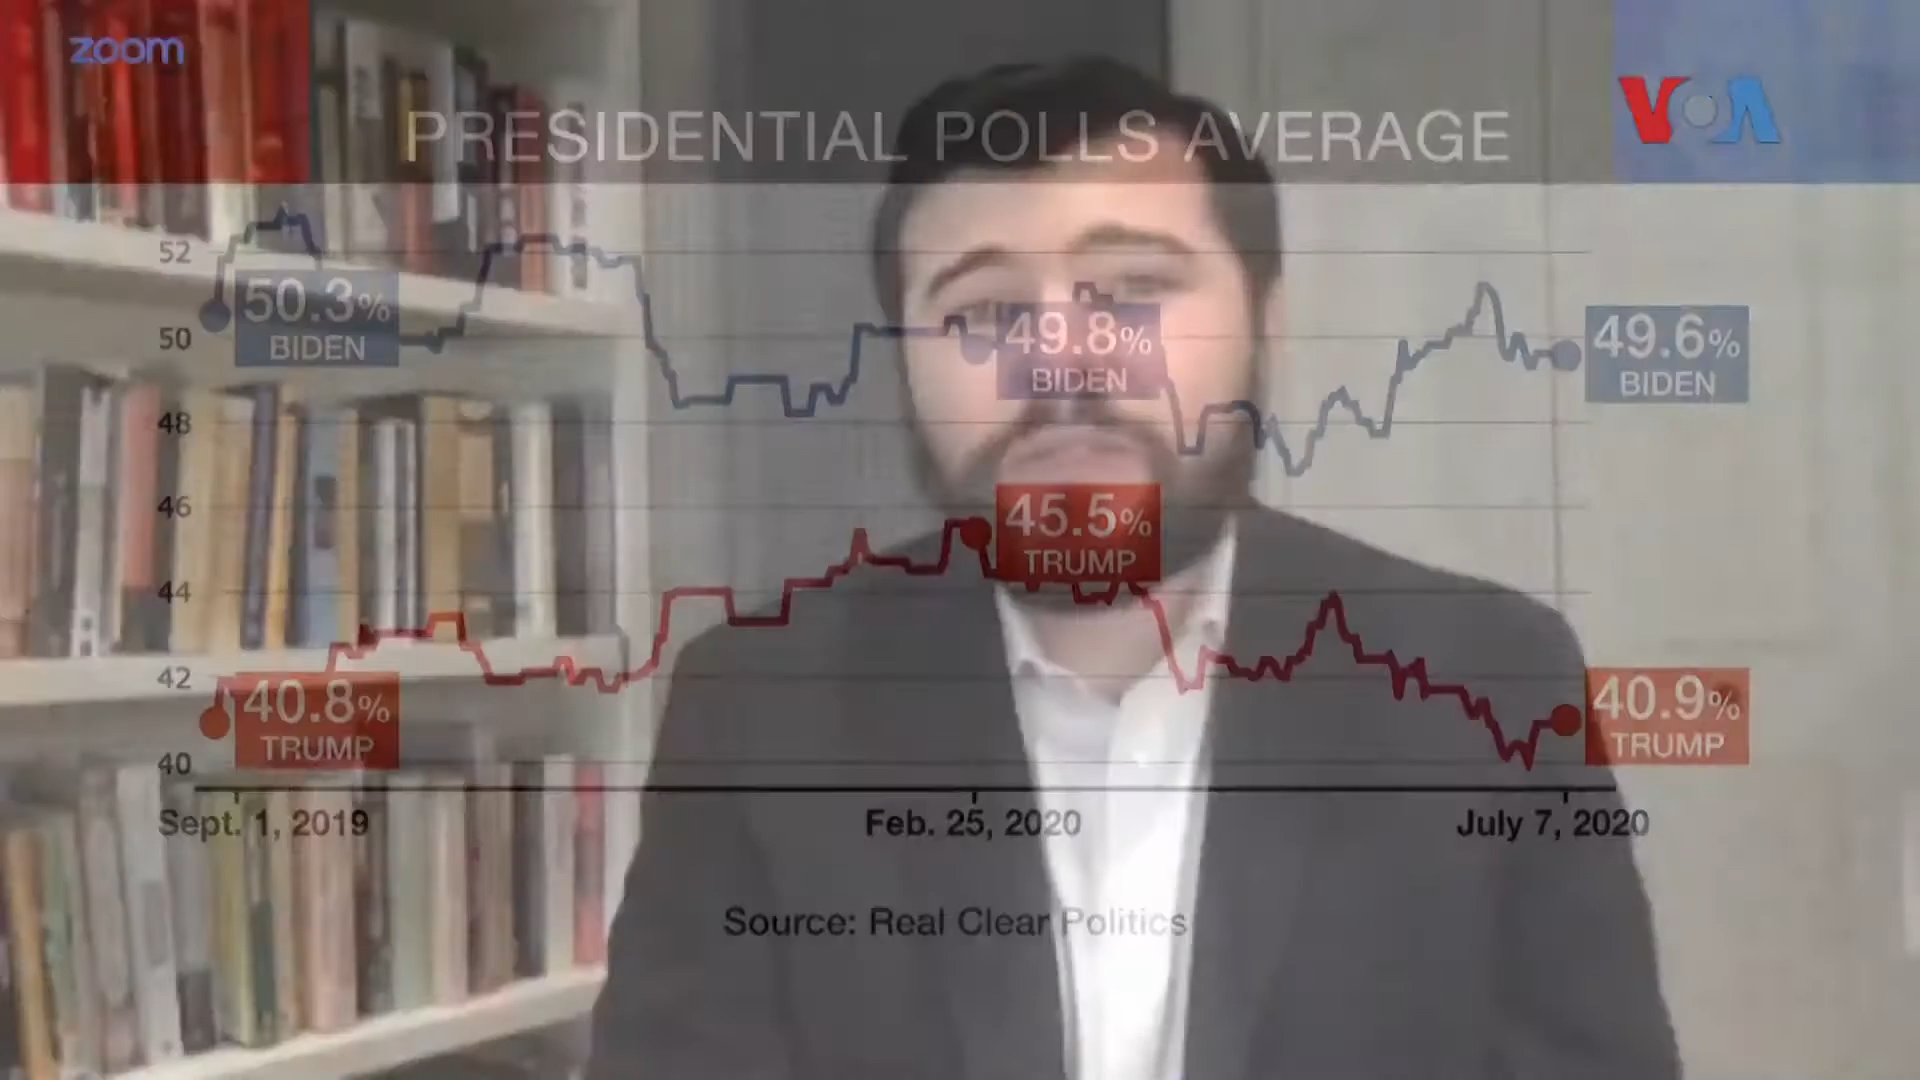 zoom
VOA
PRESIDENTIAL POLLS AVERAGE
52
50
48
46
44
42
40
50.3%
BIDEN
49.8%
BIDEN
49.6%
BIDEN
45.5%
TRUMP
40.8%
TRUMP
40.9%
TRUMP
Sept. 1, 2019
Feb. 25, 2020
July 7, 2020
Source: Real Clear Politics